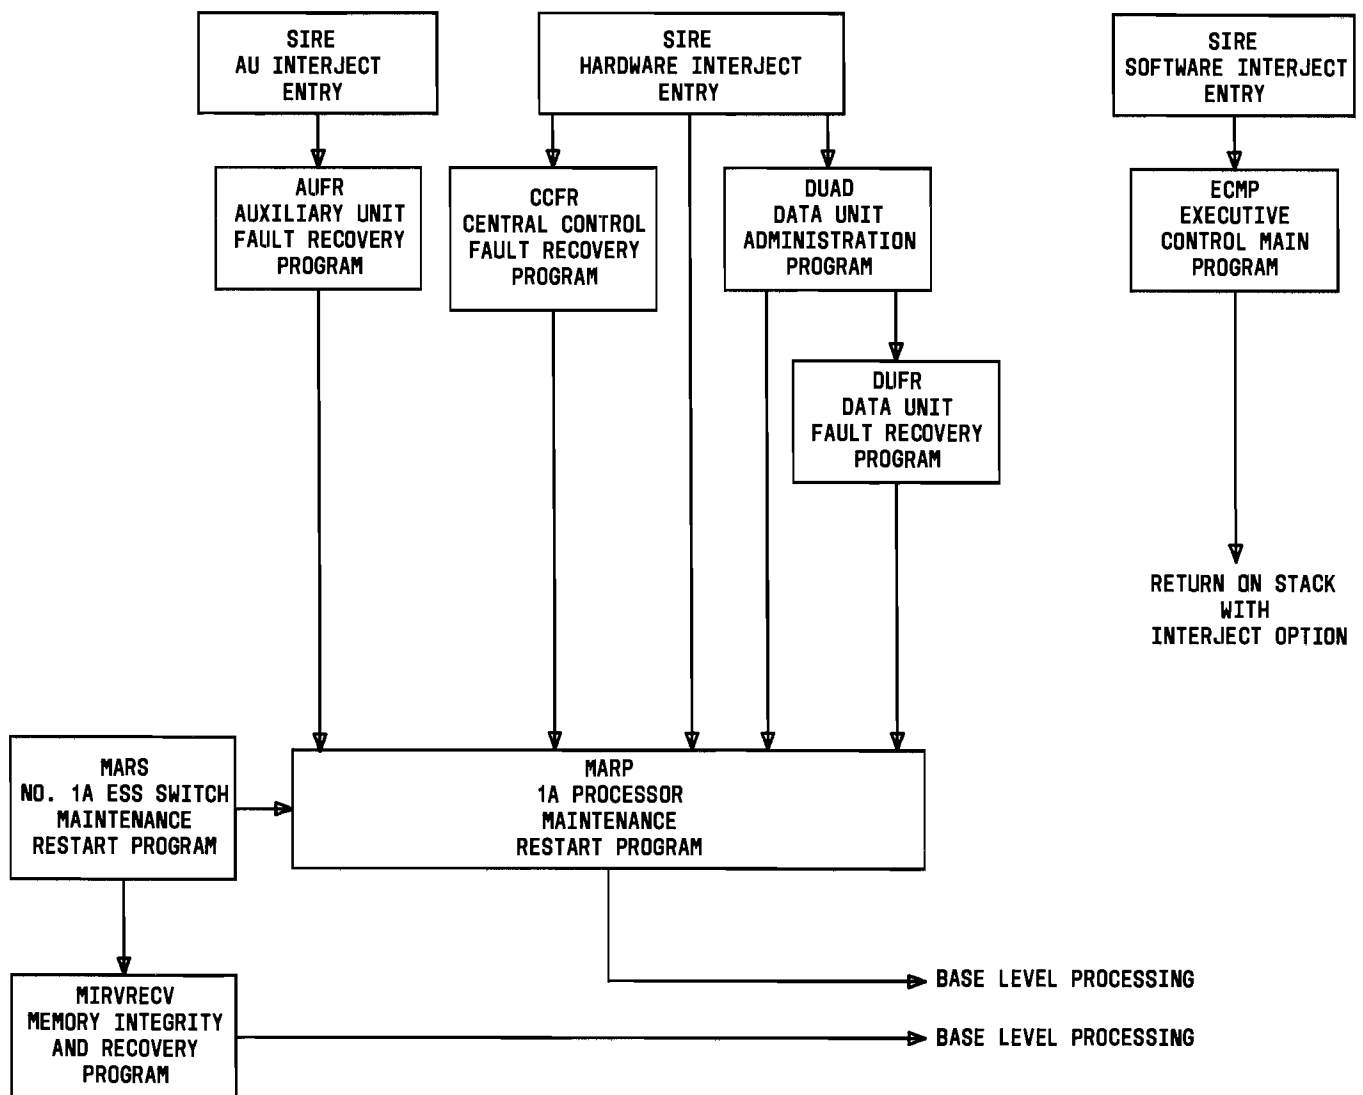 SIRE
AU INTERJECT
ENTRY
SIRE
HARDWARE INTERJECT
ENTRY
SIRE
SOFTWARE INTERJECT
ENTRY
AUFR
AUXILIARY UNIT
FAULT RECOVERY
PROGRAM
CCFR
CENTRAL CONTROL
FAULT RECOVERY
PROGRAM
DUAD
DATA UNIT
ADMINISTRATION
PROGRAM
ECMP
EXECUTIVE
CONTROL MAIN
PROGRAM
DUFR
DATA UNIT
FAULT RECOVERY
PROGRAM
RETURN ON STACK
WITH
INTERJECT OPTION
MARS
NO. 1A ESS SWITCH
MAINTENANCE
RESTART PROGRAM
MARP
1A PROCESSOR
MAINTENANCE
RESTART PROGRAM
BASE LEVEL PROCESSING
MIRVRECV
MEMORY INTEGRITY
AND RECOVERY
PROGRAM
BASE LEVEL PROCESSING